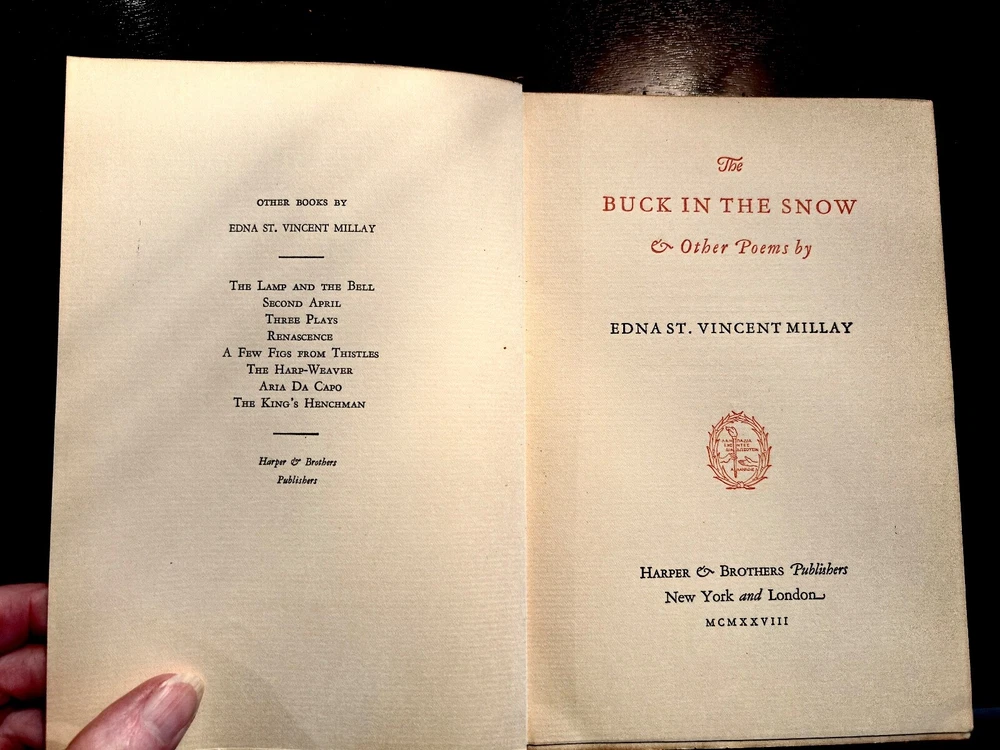 OTHER BOOKS BY
EDNA ST. VINCENT MILLAY
The Lamp and the Bell
Second April
Three Plays
Renascence
A Few Figs from Thistles
The Harp-Weaver
Aria Da Capo
The King's Henchman
Harper & Brothers
Publishers
The
BUCK IN THE SNOW
& Other Poems by
EDNA ST. VINCENT MILLAY
Harper & Brothers Publishers
New York and London
MCMXXVIII